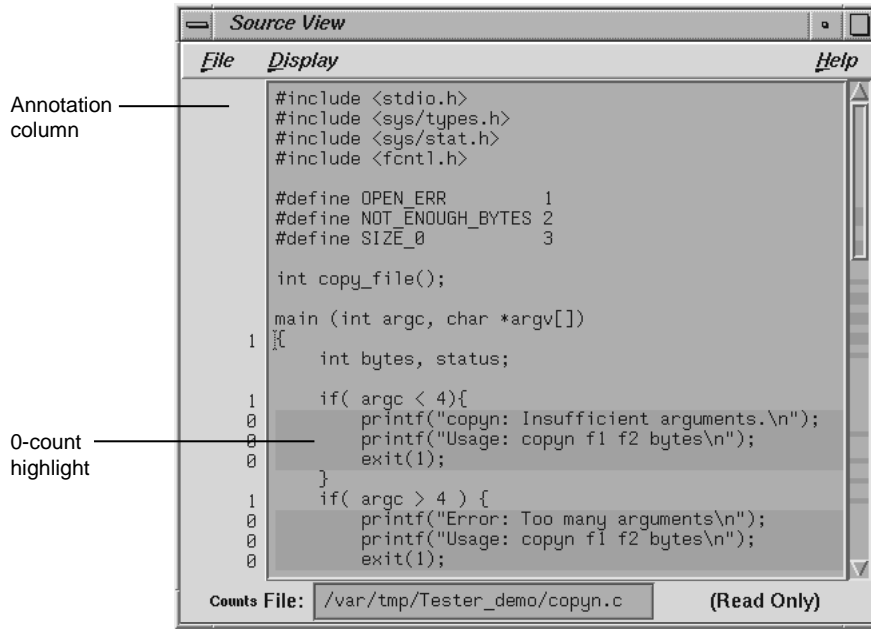 Source View
File Display Help
Annotation
column
#include <stdio.h>
#include <sys/types.h>
#include <sys/stat.h>
#include <fcntl.h>
#define OPEN_ERR 1
#define NOT_ENOUGH_BYTES 2
#define SIZE_0 3
int copy_file();
main (int argc, char *argv[])
1 {
int bytes, status;
1 if( argc < 4){
0 printf("copyn: Insufficient arguments.\n");
0 printf("Usage: copyn f1 f2 bytes\n");
0 exit(1);
}
0-count
highlight
1 if( argc > 4 ) {
0 printf("Error: Too many arguments\n");
0 printf("Usage: copyn f1 f2 bytes\n");
0 exit(1);
Counts File: /var/tmp/Tester_demo/copyn.c (Read Only)